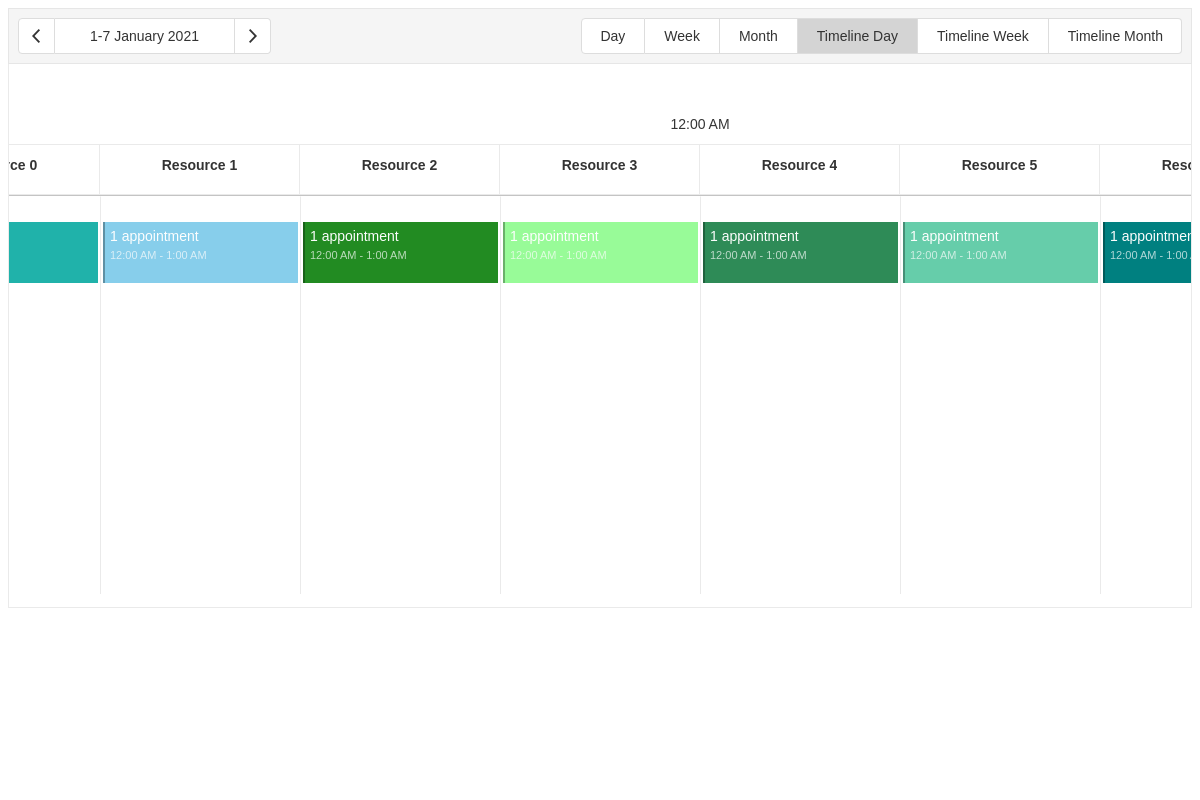 1-7 January 2021 Day Week Month Timeline Day Timeline Week Timeline Month
12:00 AM
rce 0 Resource 1 Resource 2 Resource 3 Resource 4 Resource 5 Reso
1 appointment 1 appointment 1 appointment 1 appointment 1 appointment 1 appointmen
12:00 AM - 1:00 AM 12:00 AM - 1:00 AM 12:00 AM - 1:00 AM 12:00 AM - 1:00 AM 12:00 AM - 1:00 AM 12:00 AM - 1:00